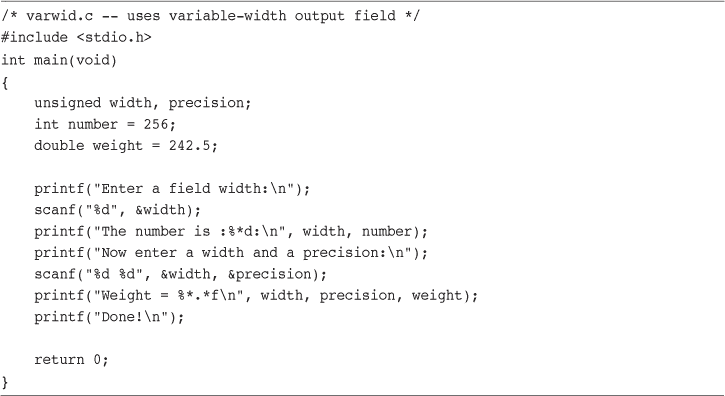 /* varwid.c -- uses variable-width output field */
#include <stdio.h>
int main(void)
{
    unsigned width, precision;
    int number = 256;
    double weight = 242.5;

    printf("Enter a field width:\n");
    scanf("%d", &width);
    printf("The number is :%*d:\n", width, number);
    printf("Now enter a width and a precision:\n");
    scanf("%d %d", &width, &precision);
    printf("Weight = %*.*f\n", width, precision, weight);
    printf("Done!\n");

    return 0;
}